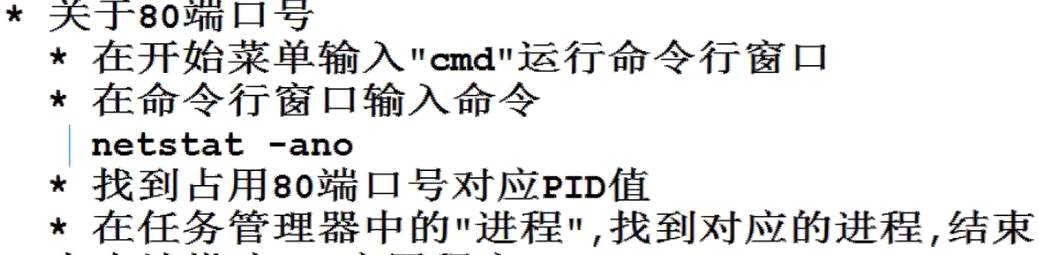 * 关于80端口号
* 在开始菜单输入"cmd"运行命令行窗口
* 在命令行窗口输入命令
netstat -ano
* 找到占用80端口号对应PID值
* 在任务管理器中的"进程",找到对应的进程,结束